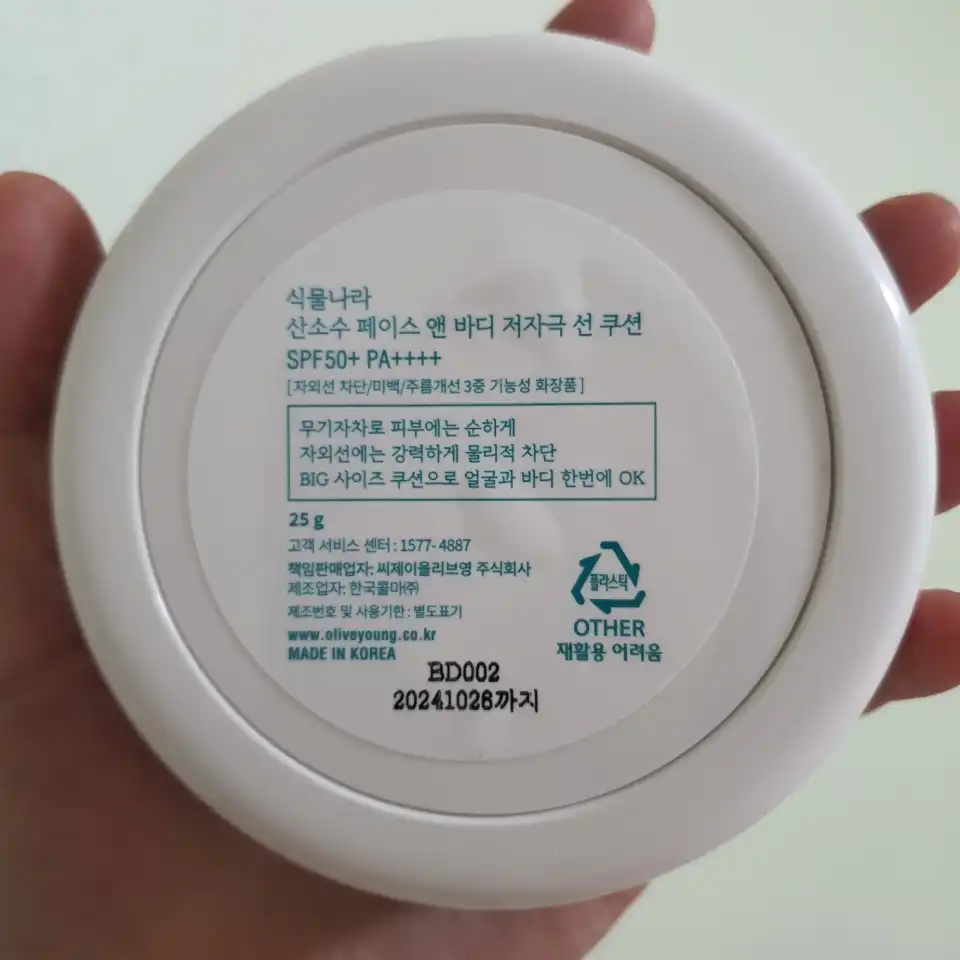 식물나라
산소수 페이스 앤 바디 저자극 선 쿠션
SPF50+ PA++++
[자외선 차단/미백/주름개선 3중 기능성 화장품]
무기자차로 피부에는 순하게
자외선에는 강력하게 물리적 차단
BIG 사이즈 쿠션으로 얼굴과 바디 한번에 OK
25 g
고객 서비스 센터 : 1577-4887
책임판매업자: 씨제이올리브영 주식회사
제조업자: 한국콜마㈜
제조번호 및 사용기한 : 별도표기
www.oliveyoung.co.kr
MADE IN KOREA
플라스틱
OTHER
재활용 어려움
BD002
20241026까지